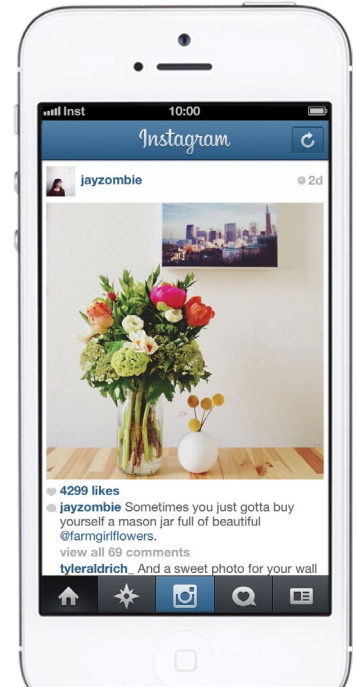 Inst 10:00
Instagram
jayzombie 2d
4299 likes
jayzombie Sometimes you just gotta buy
yourself a mason jar full of beautiful
@farmgirlflowers.
view all 69 comments
tyleraldrich_ And a sweet photo for your wall